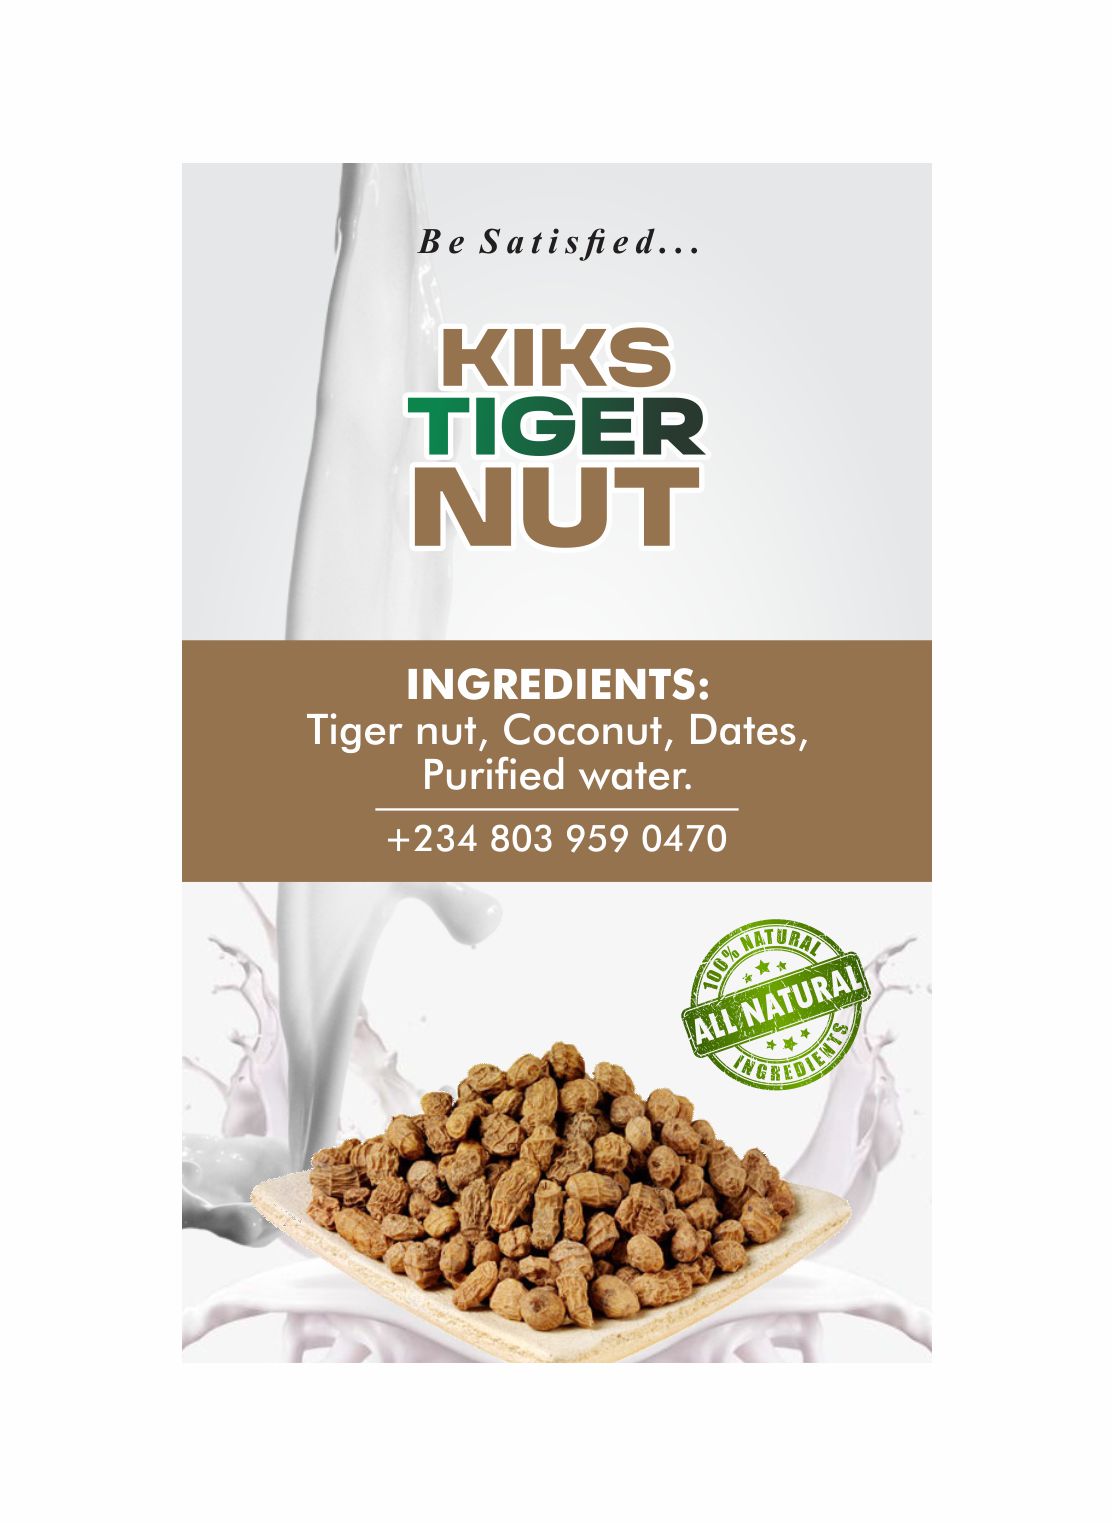 Be Satisfied...
KIKS
TIGER
NUT
INGREDIENTS:
Tiger nut, Coconut, Dates,
Purified water.
+234 803 959 0470
100% NATURAL
ALL NATURAL
INGREDIENTS